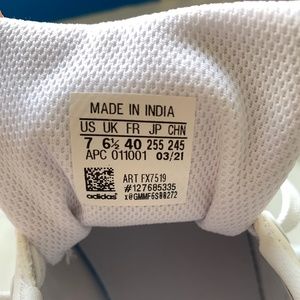 MADE IN INDIA
US UK FR JP CHN
7 6½ 40 255 245
APC 011001 03/21
ART FX7519
#127685335
adidas x@GMMF6S80272